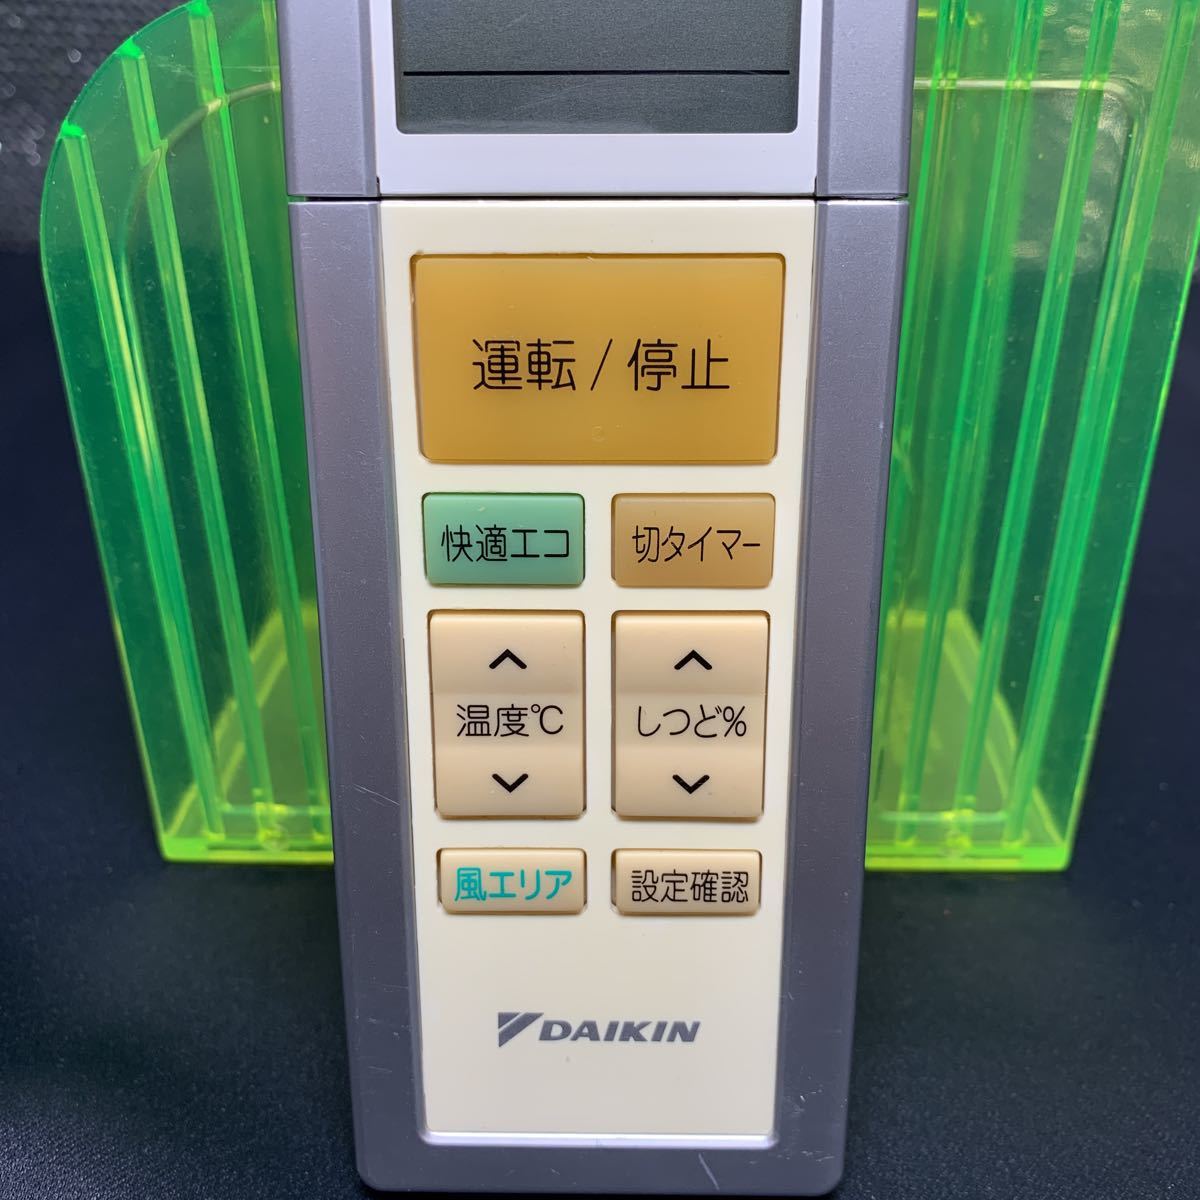 運転/停止
快適エコ
切タイマー
温度℃
しつど%
風エリア
設定確認
DAIKIN